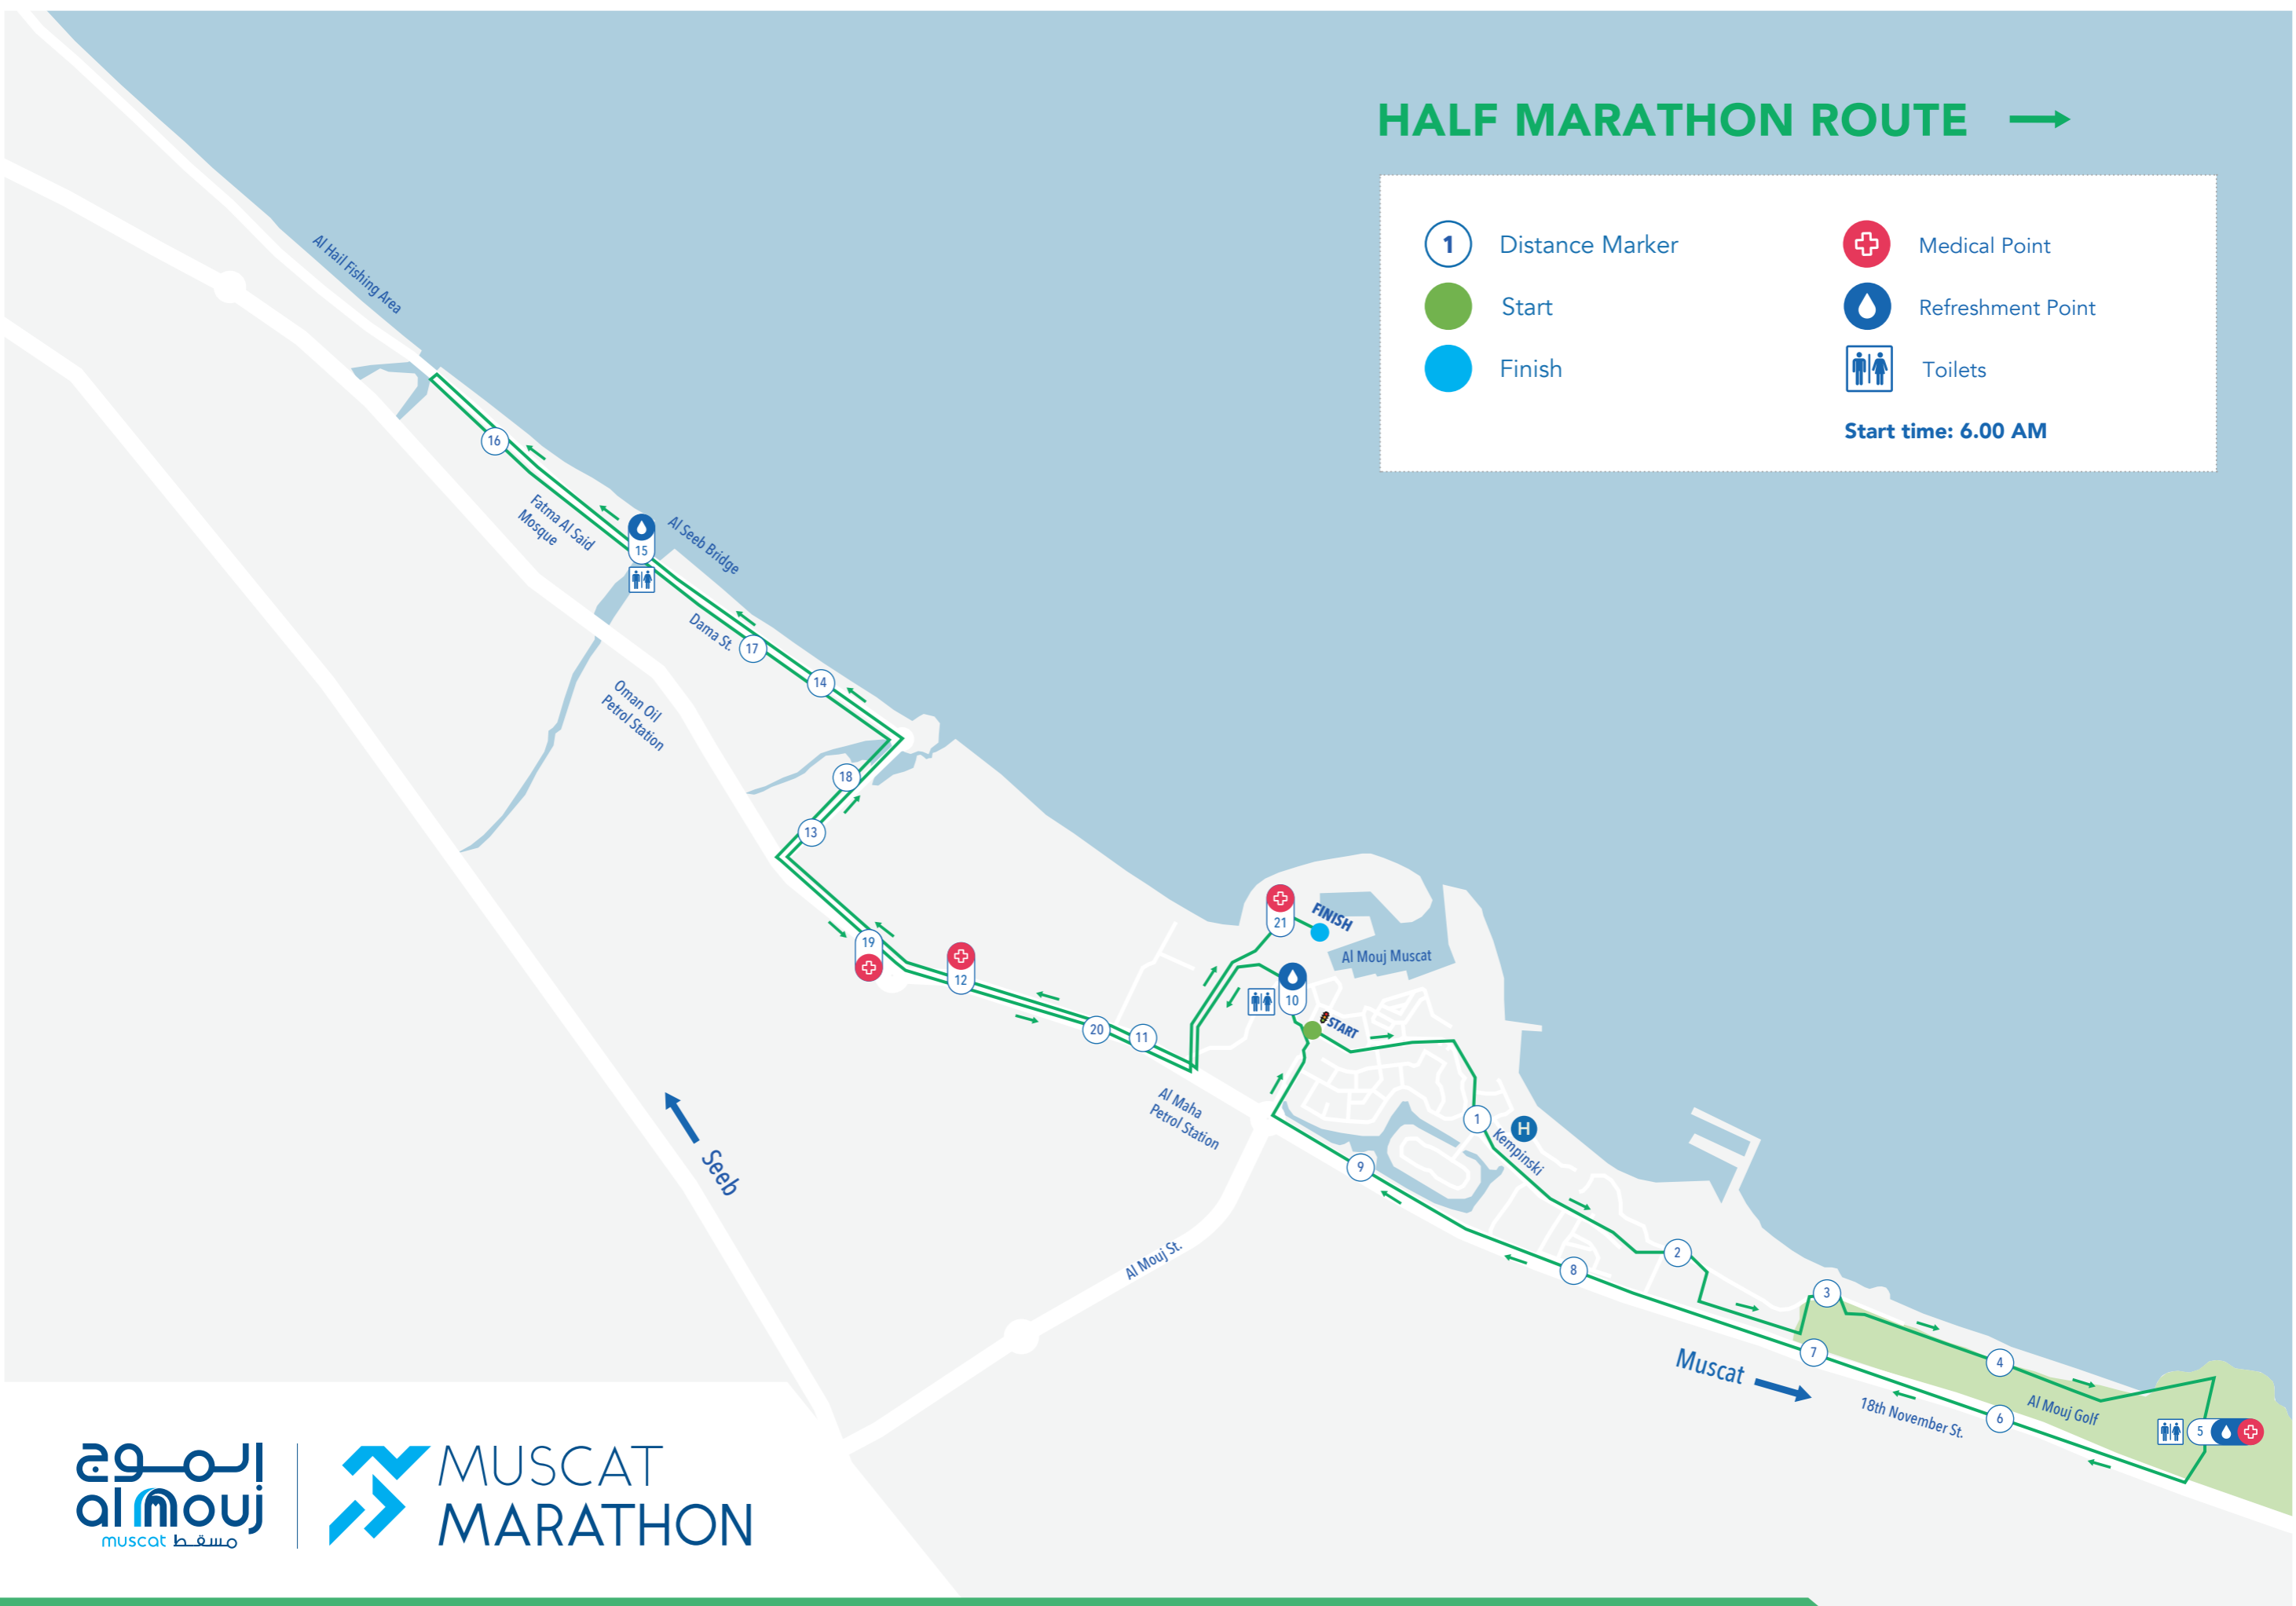 HALF MARATHON ROUTE
1 Distance Marker
Start
Finish
Medical Point
Refreshment Point
Toilets
Start time: 6.00 AM
Al Hail Fishing Area
16
Fatma Al Said
Mosque
15
Al Seeb Bridge
Dama St.
17
14
Oman Oil
Petrol Station
18
13
19
12
20
11
21
FINISH
Al Mouj Muscat
10
START
Al Maha
Petrol Station
1
H
Kempinski
9
Seeb
Al Mouj St.
8
2
3
7
4
Muscat
18th November St.
6
Al Mouj Golf
5
الموج
almouj
muscat مسقط
MUSCAT
MARATHON